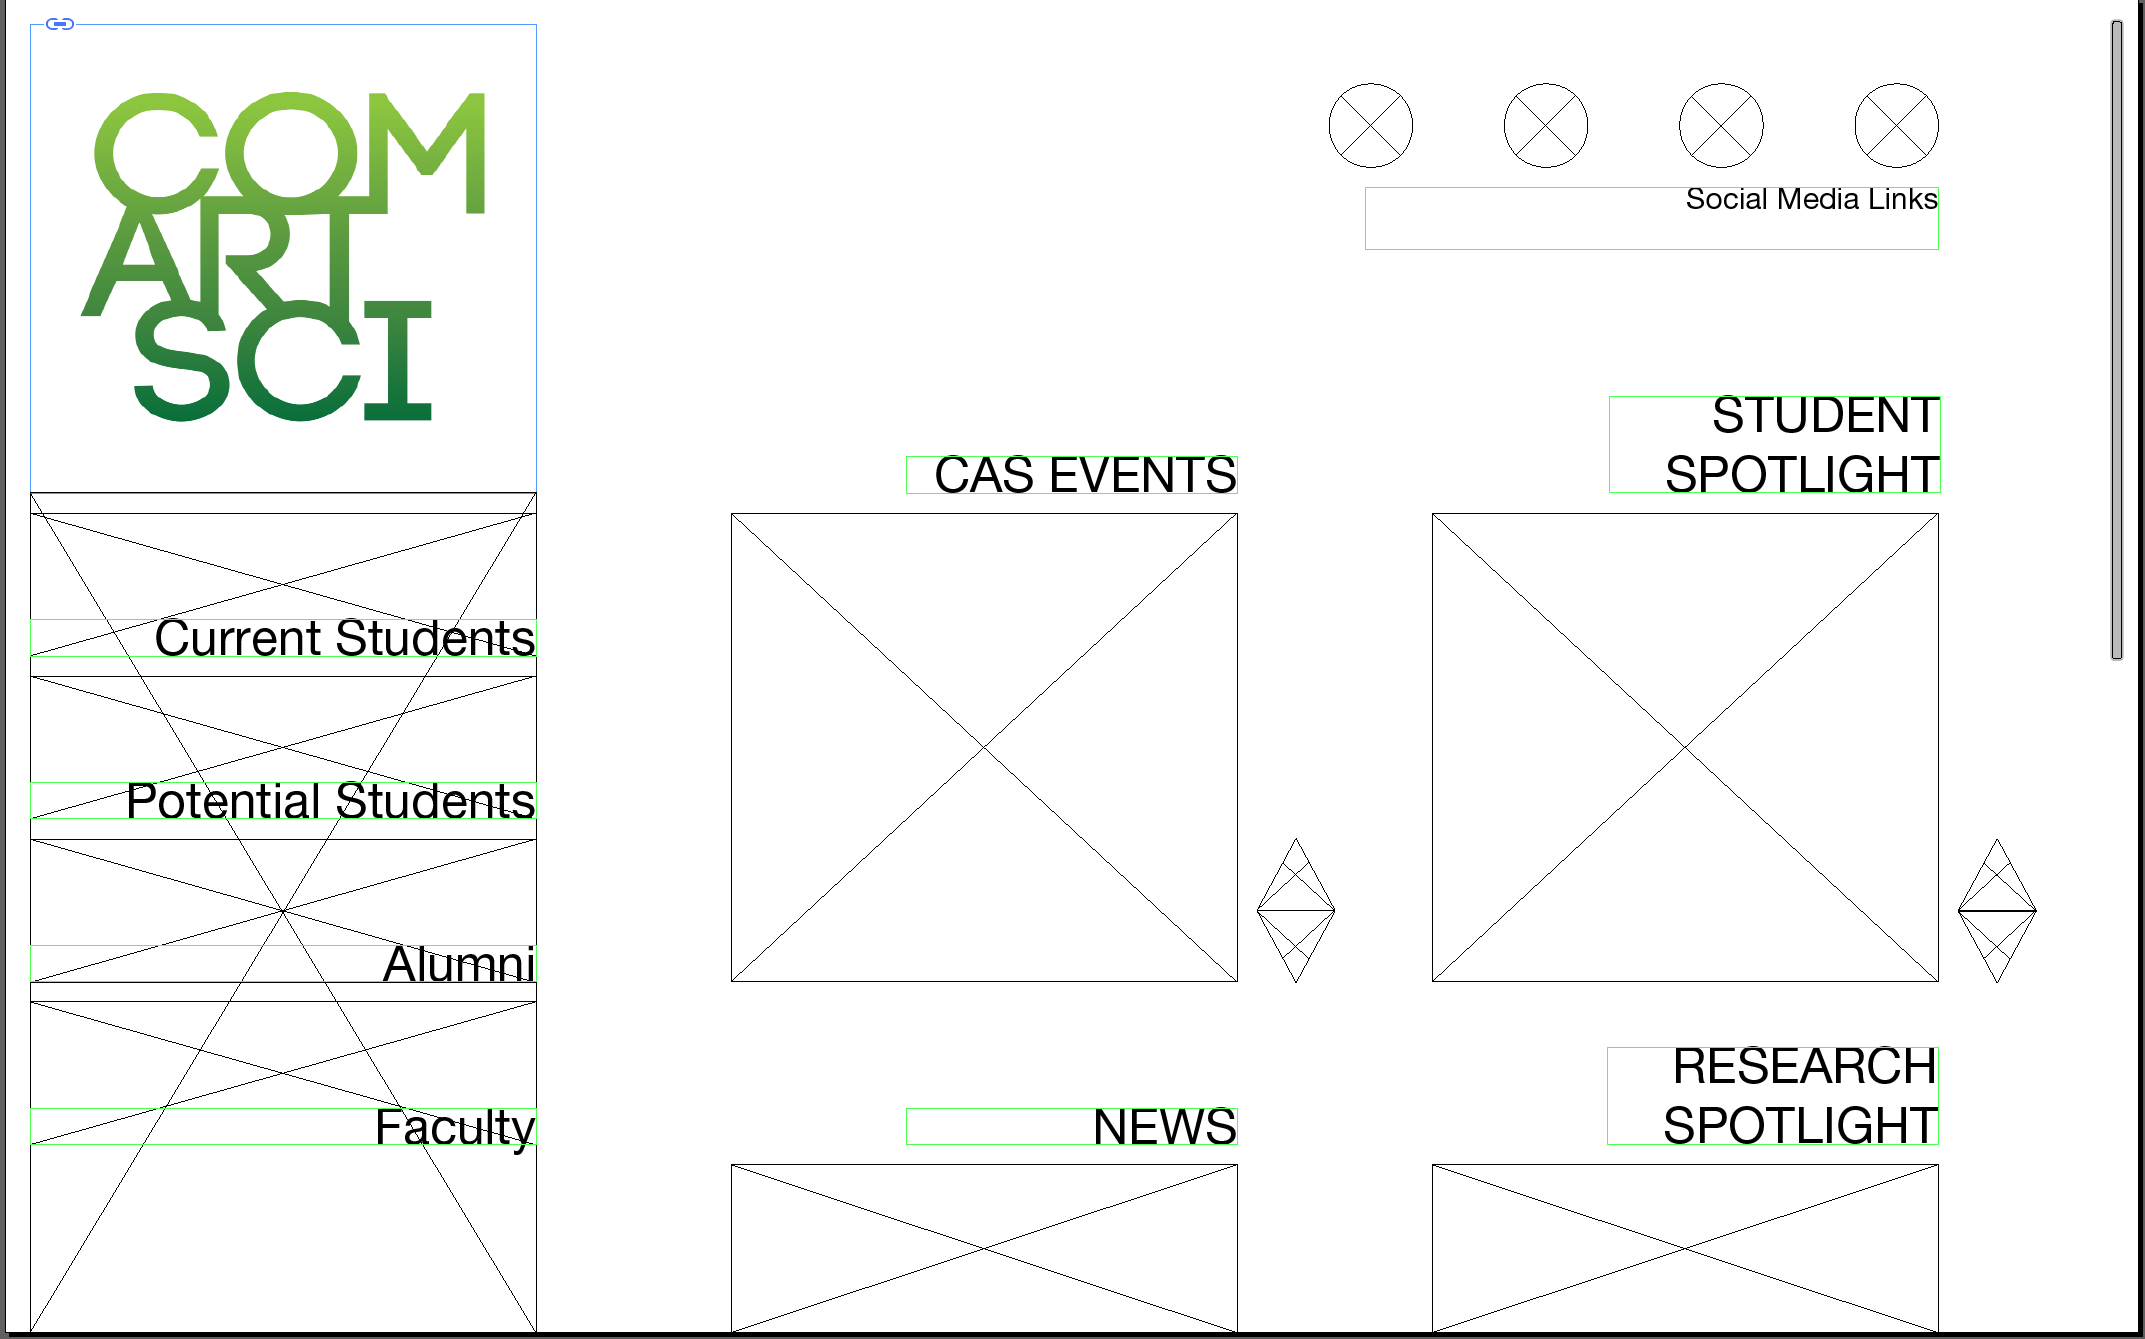 COM
ART
SCI
Social Media Links
CAS EVENTS
STUDENT
SPOTLIGHT
Current Students
Potential Students
Alumni
Faculty
NEWS
RESEARCH
SPOTLIGHT